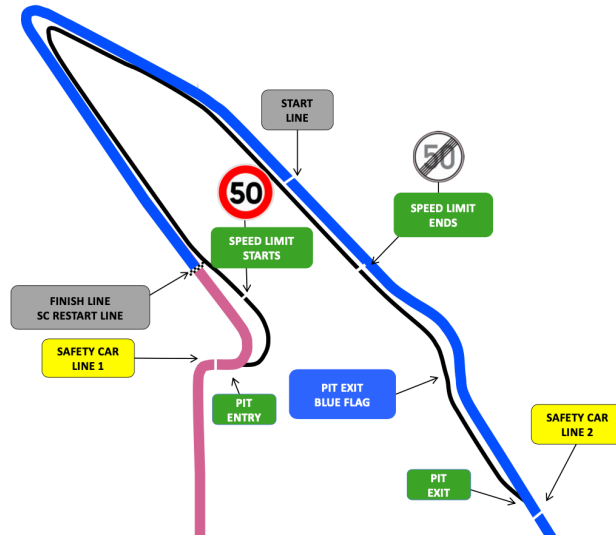 START
LINE
50
50
SPEED LIMIT
ENDS
SPEED LIMIT
STARTS
FINISH LINE
SC RESTART LINE
SAFETY CAR
LINE 1
PIT
ENTRY
PIT EXIT
BLUE FLAG
SAFETY CAR
LINE 2
PIT
EXIT